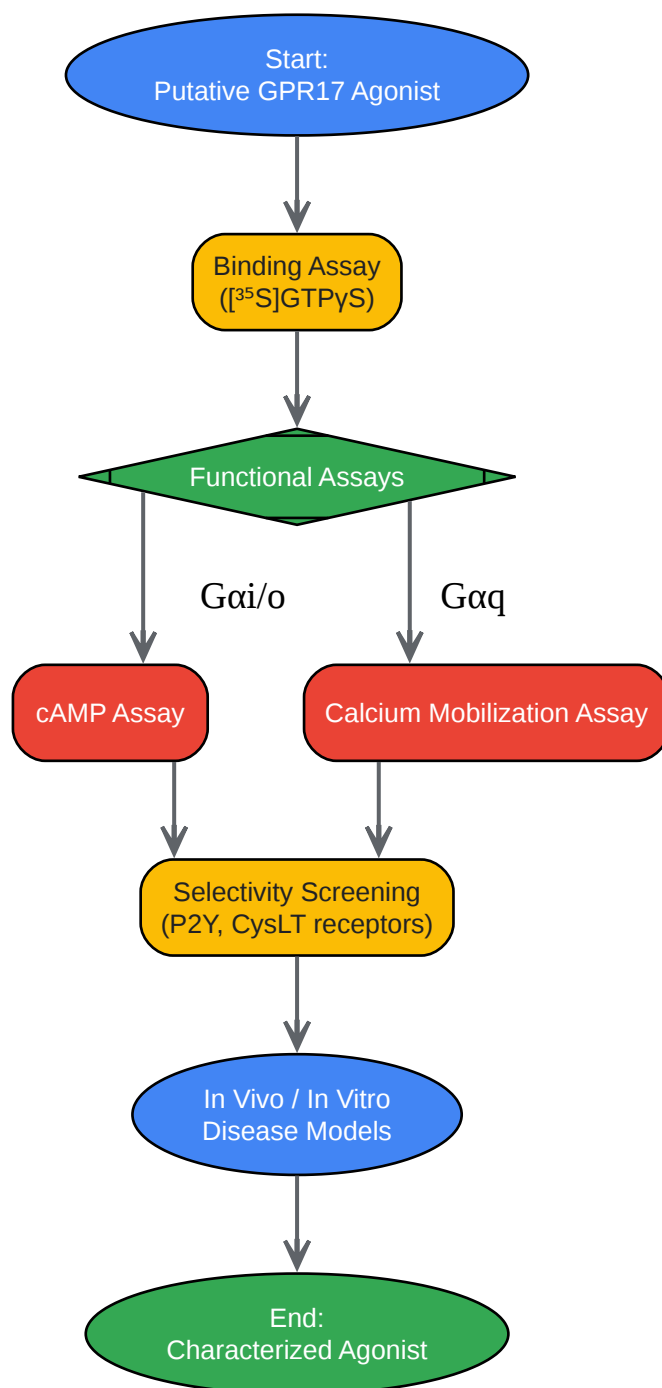 Start:
Putative GPR17 Agonist
Binding Assay
([³⁵S]GTPγS)
Functional Assays
Gαi/o
Gαq
cAMP Assay
Calcium Mobilization Assay
Selectivity Screening
(P2Y, CysLT receptors)
In Vivo / In Vitro
Disease Models
End:
Characterized Agonist